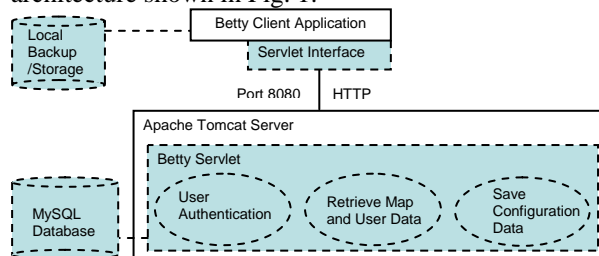 architecture shown in Fig. 1.
Betty Client Application
Local
Backup
/Storage
Servlet Interface
Port 8080
HTTP
Apache Tomcat Server
Betty Servlet
User
Authentication
Retrieve Map
and User Data
Save
Configuration
Data
MySQL
Database